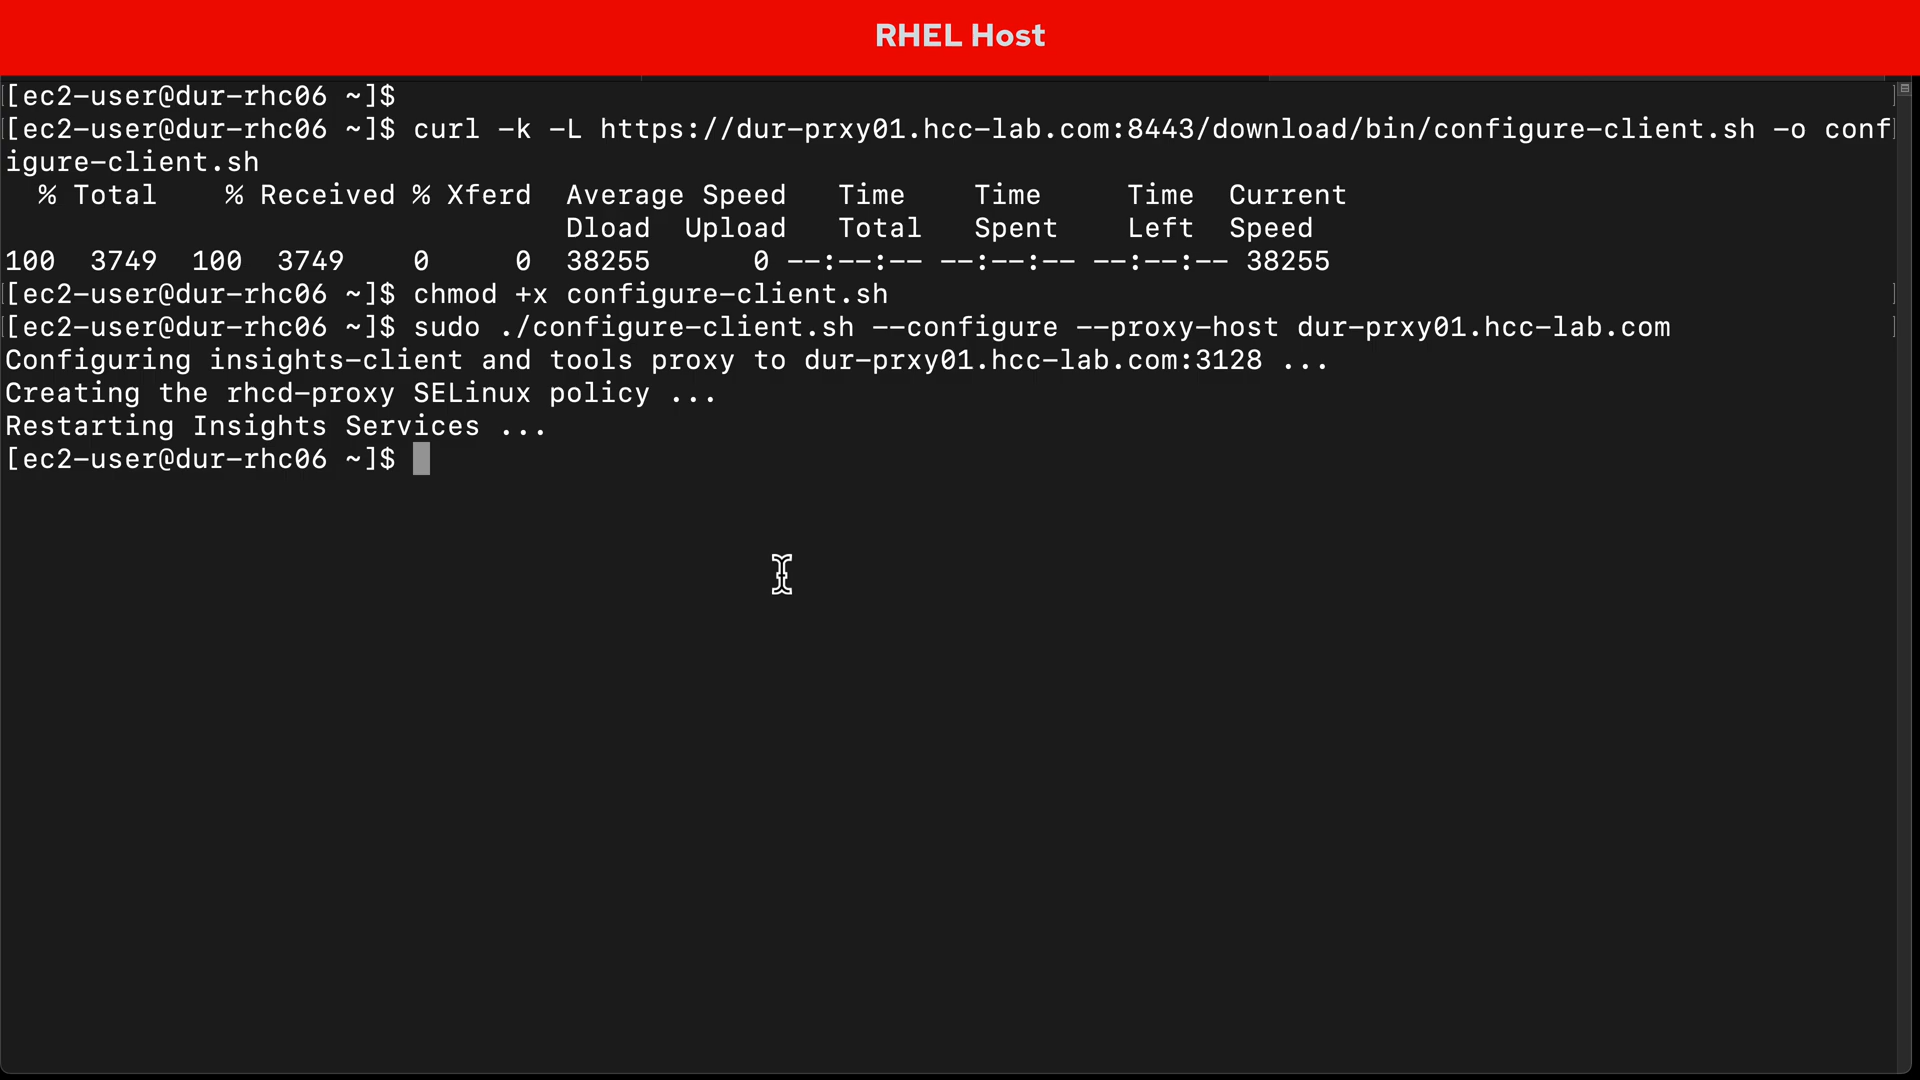 RHEL Host
[ec2-user@dur-rhc06 ~]$
[ec2-user@dur-rhc06 ~]$ curl -k -L https://dur-prxy01.hcc-lab.com:8443/download/bin/configure-client.sh -o conf
igure-client.sh
  % Total    % Received % Xferd  Average Speed   Time    Time     Time  Current
                                 Dload  Upload   Total   Spent    Left  Speed
100  3749  100  3749    0     0  38255      0 --:--:-- --:--:-- --:--:-- 38255
[ec2-user@dur-rhc06 ~]$ chmod +x configure-client.sh
[ec2-user@dur-rhc06 ~]$ sudo ./configure-client.sh --configure --proxy-host dur-prxy01.hcc-lab.com
Configuring insights-client and tools proxy to dur-prxy01.hcc-lab.com:3128 ...
Creating the rhcd-proxy SELinux policy ...
Restarting Insights Services ...
[ec2-user@dur-rhc06 ~]$